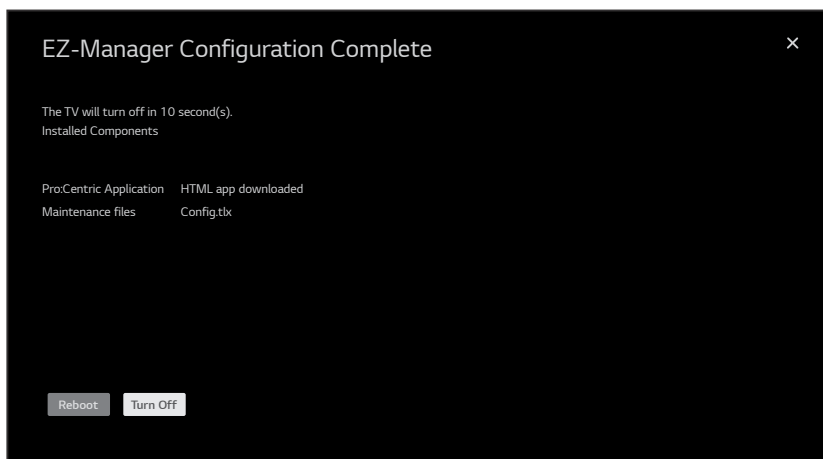 EZ-Manager Configuration Complete
The TV will turn off in 10 second(s).
Installed Components
Pro:Centric Application HTML app downloaded
Maintenance files Config.tlx
Reboot Turn Off